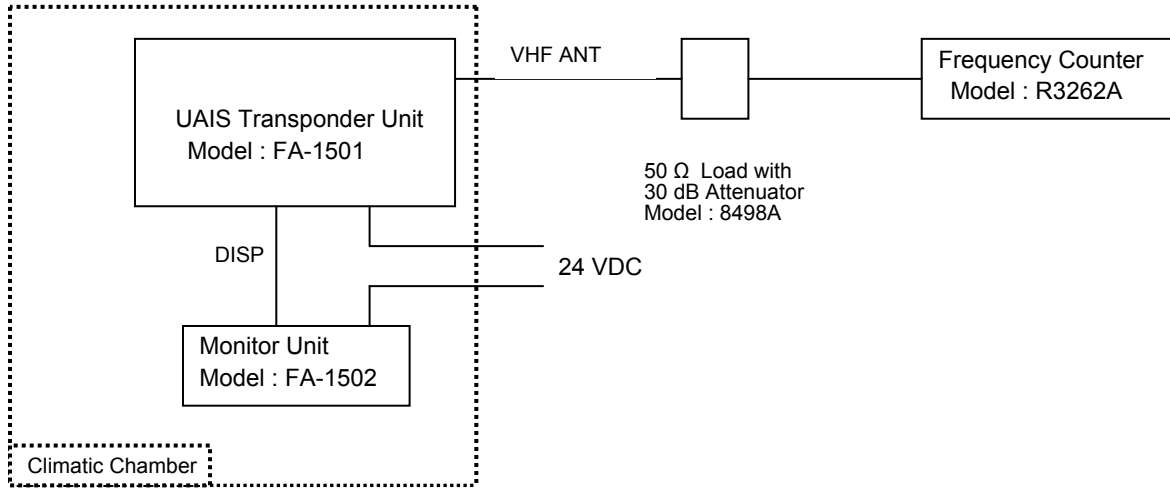 VHF ANT
Frequency Counter
Model : R3262A
UAIS Transponder Unit
Model : FA-1501
50 Ω Load with
30 dB Attenuator
Model : 8498A
DISP
24 VDC
Monitor Unit
Model : FA-1502
Climatic Chamber